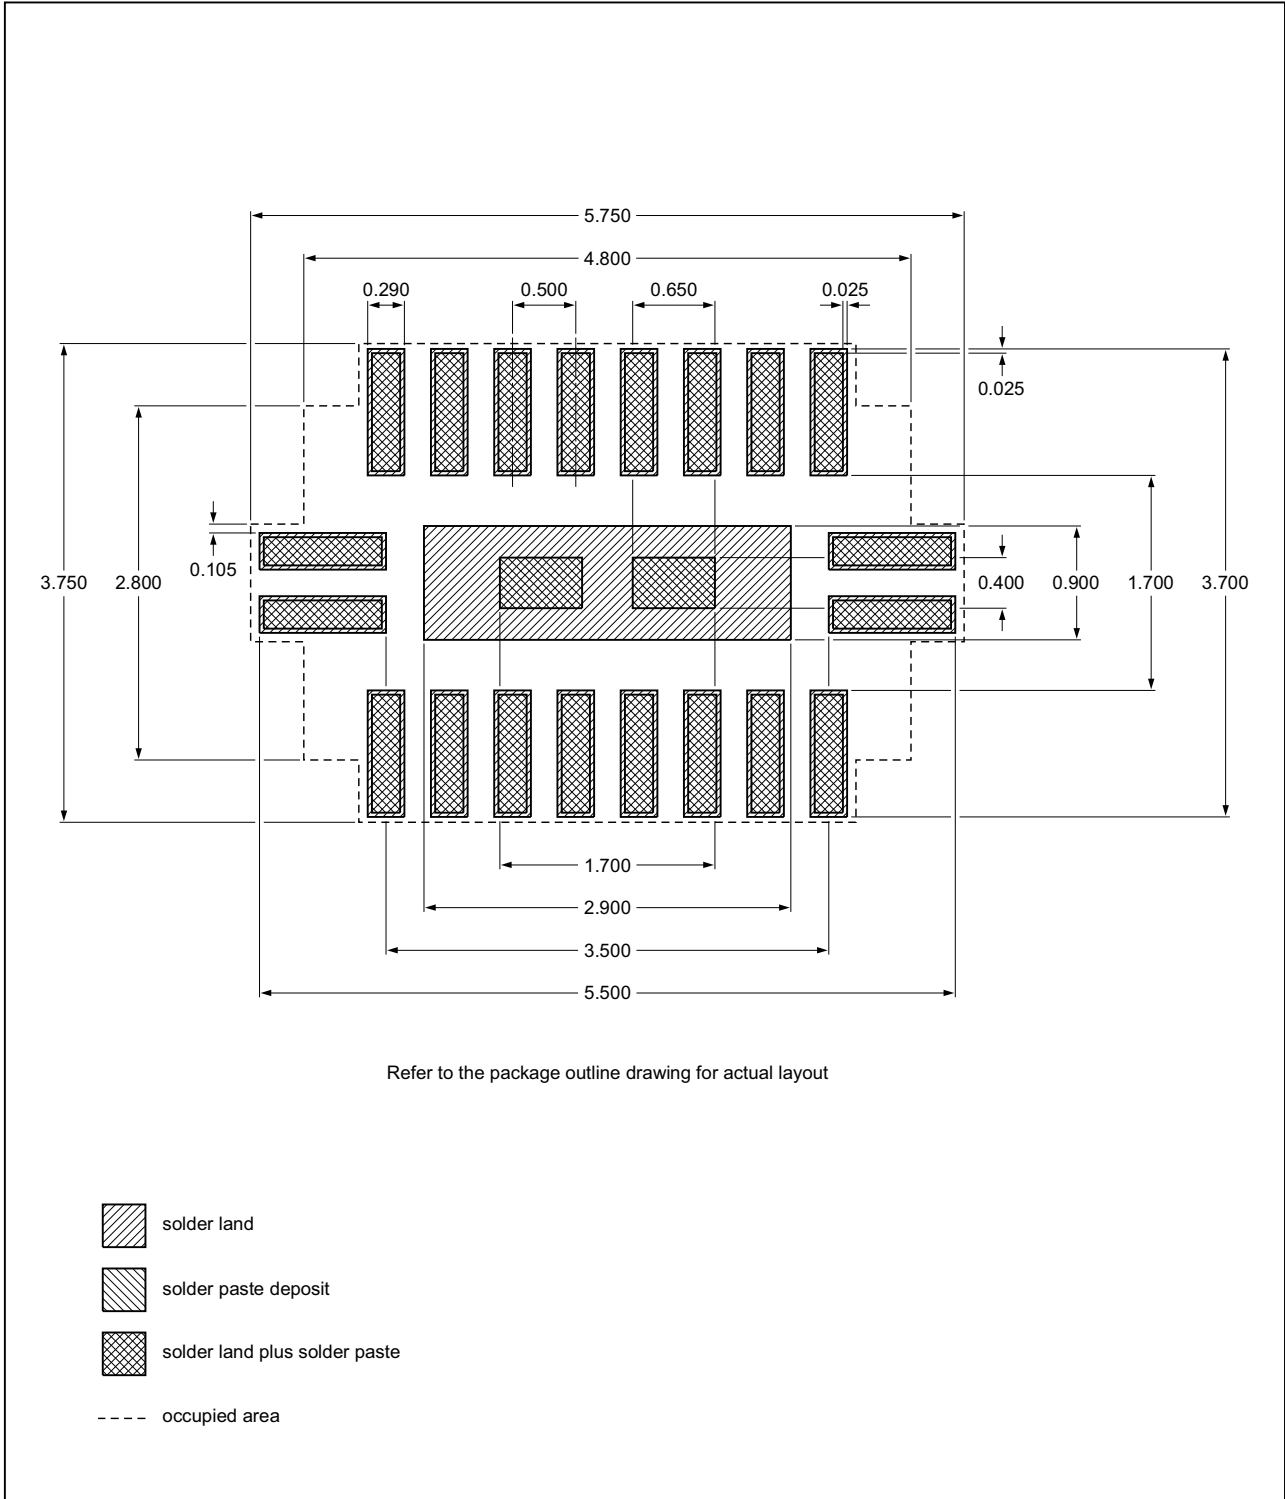 5.750
4.800
0.290 0.500 0.650 0.025
0.025
0.105
3.750 2.800 0.400 0.900 1.700 3.700
1.700
2.900
3.500
5.500
Refer to the package outline drawing for actual layout
solder land
solder paste deposit
solder land plus solder paste
occupied area